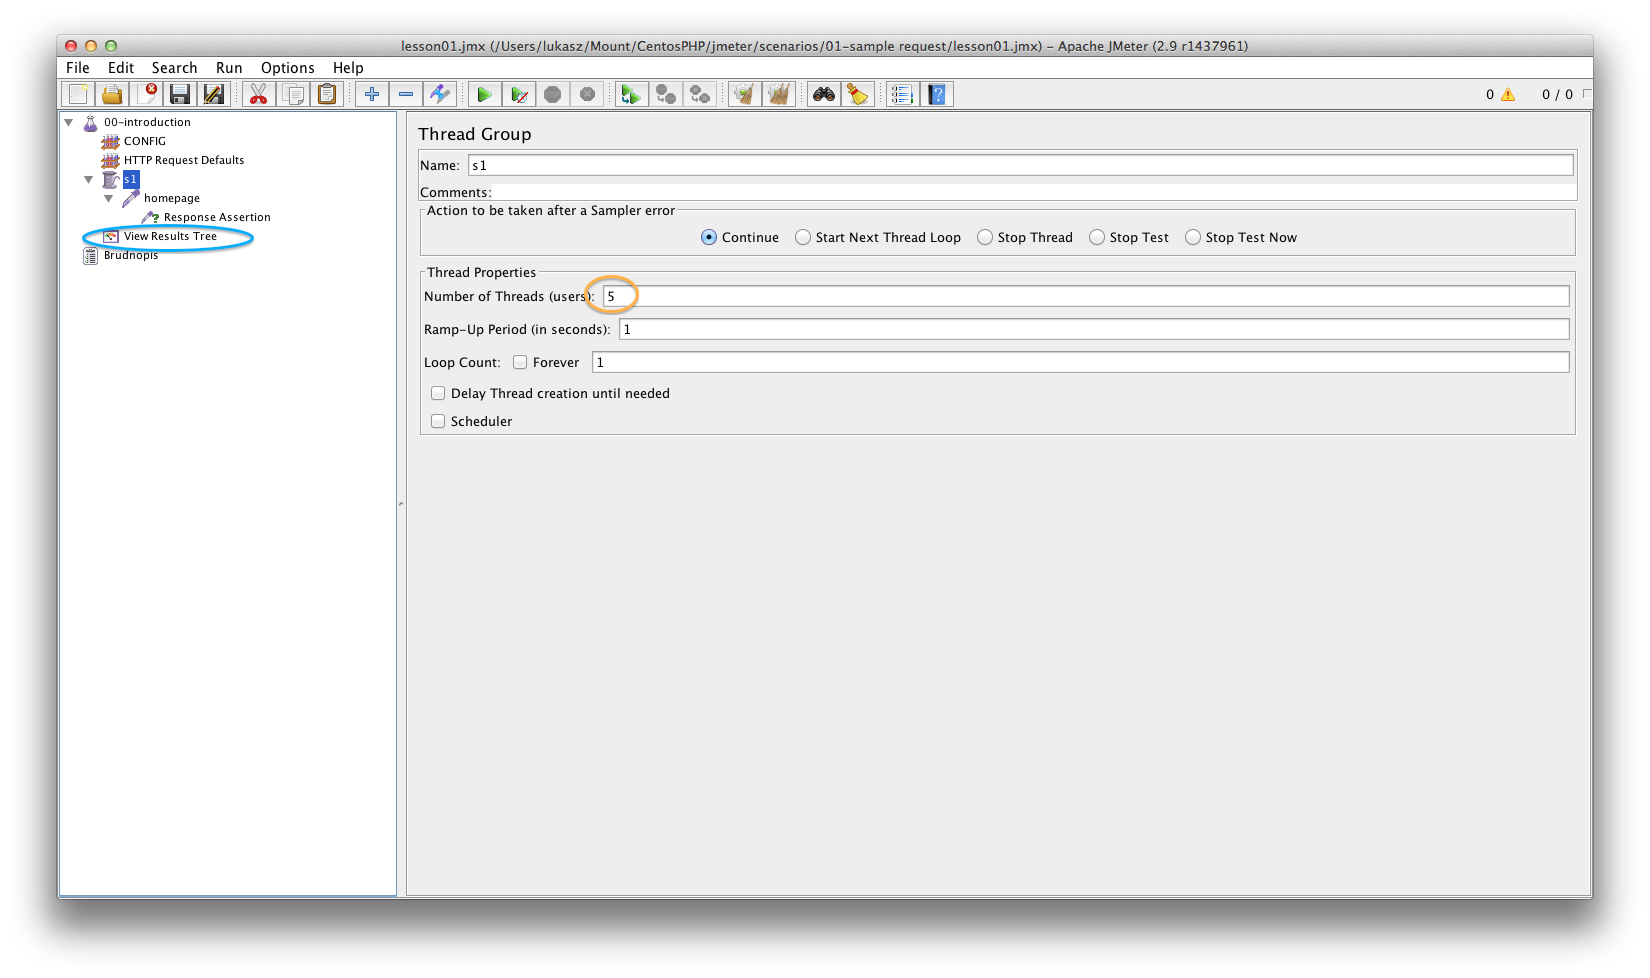 lesson01.jmx (/Users/lukasz/Mount/CentosPHP/jmeter/scenarios/01-sample request/lesson01.jmx) – Apache JMeter (2.9 r1437961)
File Edit Search Run Options Help
0 0 / 0
00-introduction
CONFIG
HTTP Request Defaults
s1
homepage
Response Assertion
View Results Tree
Brudnopis
Thread Group
Name: s1
Comments:
Action to be taken after a Sampler error
Continue Start Next Thread Loop Stop Thread Stop Test Stop Test Now
Thread Properties
Number of Threads (users): 5
Ramp-Up Period (in seconds): 1
Loop Count: Forever 1
Delay Thread creation until needed
Scheduler